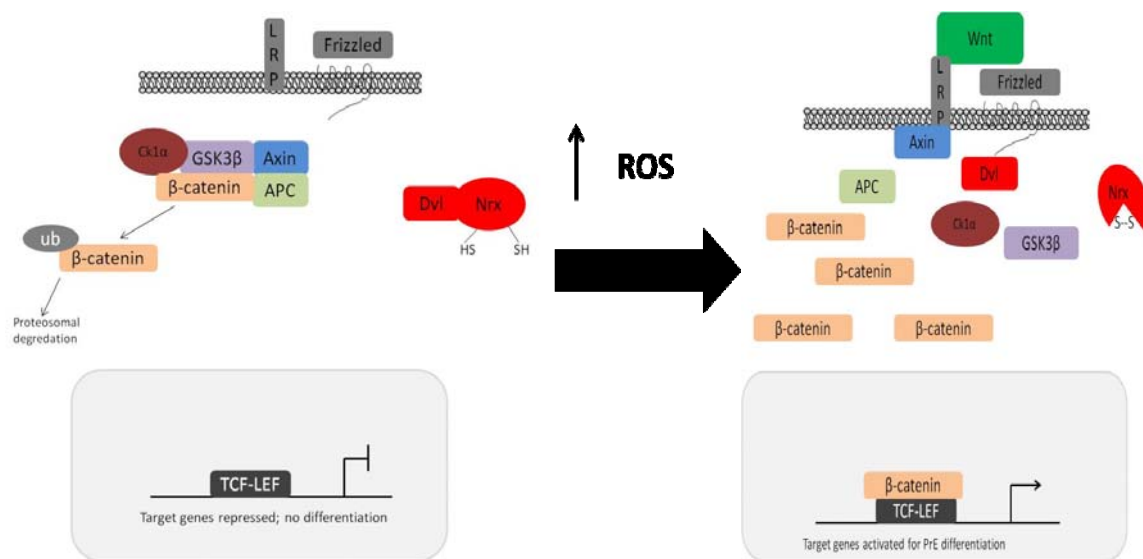 LRP
Frizzled
Ck1α
GSK3β
Axin
β-catenin
APC
ub
β-catenin
Proteosomal
degredation
Dvl
Nrx
HS
SH
TCF-LEF
Target genes repressed; no differentiation
ROS
Wnt
LRP
Frizzled
Axin
Dvl
APC
Nrx
S--S
β-catenin
Ck1α
GSK3β
β-catenin
β-catenin
β-catenin
β-catenin
TCF-LEF
Target genes activated for PrE differentiation